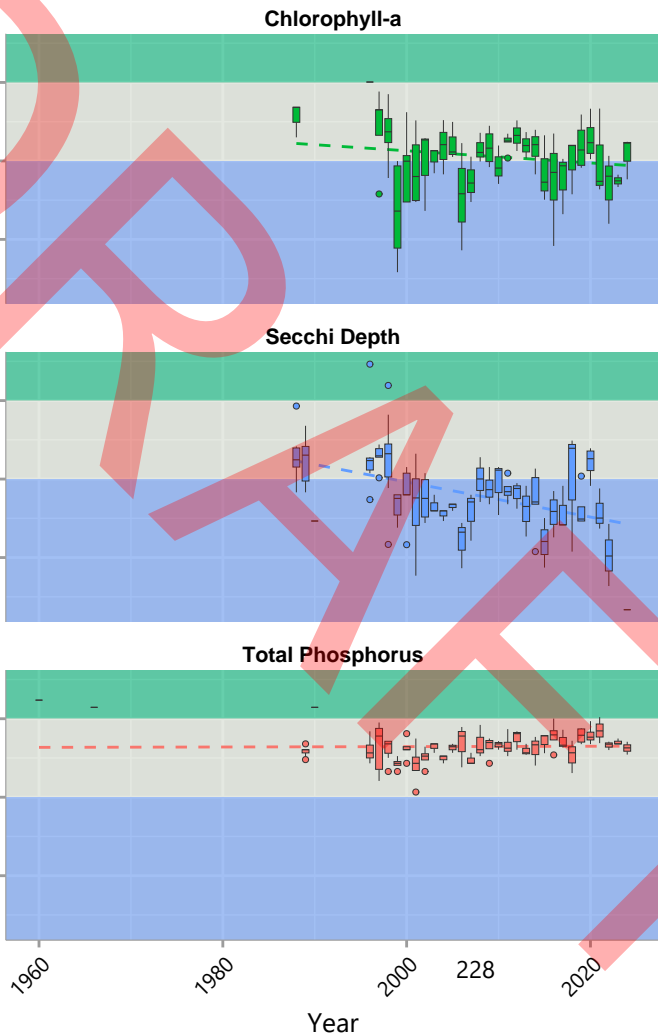 Chlorophyll-a
Secchi Depth
Total Phosphorus
1960
1980
2000
228
2020
Year
DRAFT